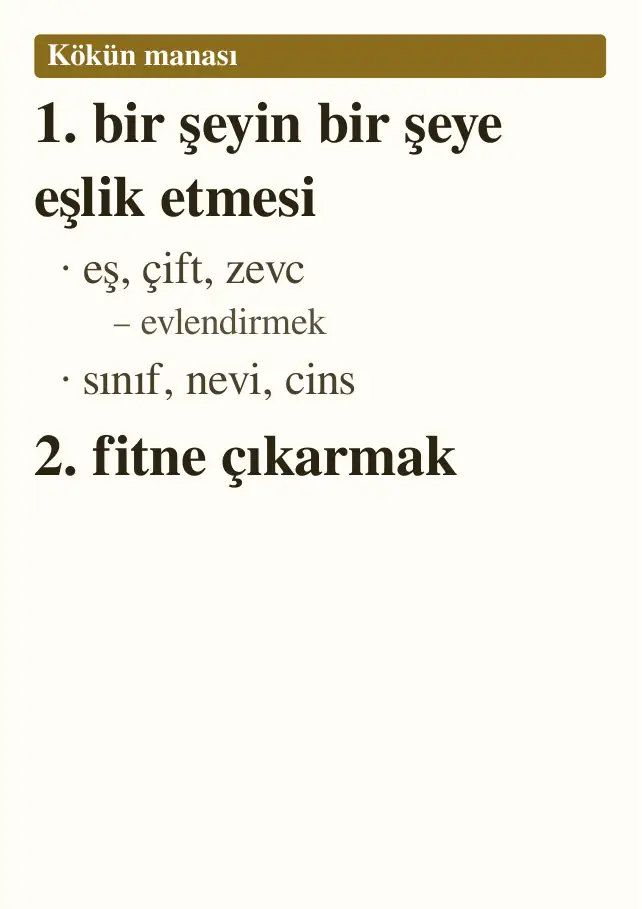 Kökün manası
1. bir şeyin bir şeye
eşlik etmesi
· eş, çift, zevc
– evlendirmek
· sınıf, nevi, cins
2. fitne çıkarmak